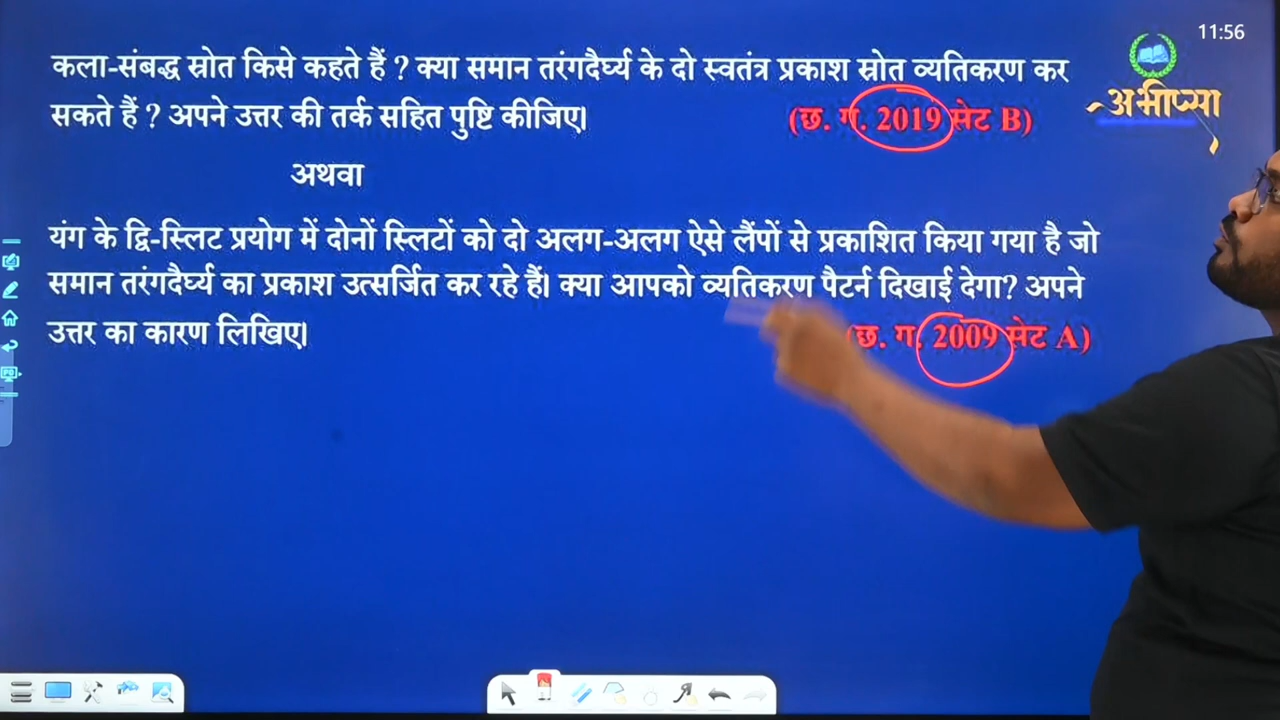 11:56
कला-संबद्ध स्रोत किसे कहते हैं ? क्या समान तरंगदैर्घ्य के दो स्वतंत्र प्रकाश स्रोत व्यतिकरण कर
सकते हैं ? अपने उत्तर की तर्क सहित पुष्टि कीजिए। (छ. ग. 2019 सेट B)
अभीप्सा
अथवा
यंग के द्वि-स्लिट प्रयोग में दोनों स्लिटों को दो अलग-अलग ऐसे लैंपों से प्रकाशित किया गया है जो
समान तरंगदैर्घ्य का प्रकाश उत्सर्जित कर रहे हैं। क्या आपको व्यतिकरण पैटर्न दिखाई देगा? अपने
उत्तर का कारण लिखिए। (छ. ग. 2009 सेट A)